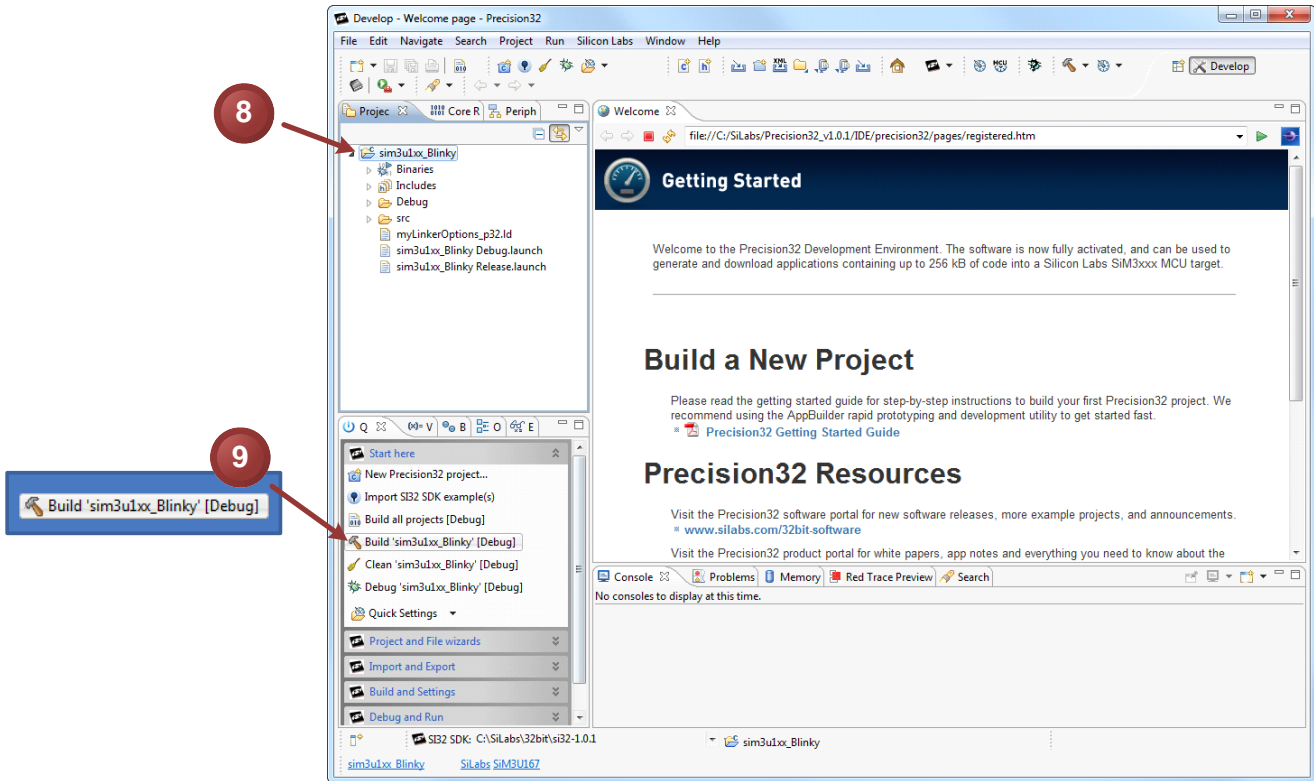 Develop - Welcome page - Precision32
File Edit Navigate Search Project Run Silicon Labs Window Help
Develop
8
Projec Core R Periph
Welcome
file://C:/SiLabs/Precision32_v1.0.1/IDE/precision32/pages/registered.htm
sim3u1xx_Blinky
Binaries
Includes
Debug
src
myLinkerOptions_p32.ld
sim3u1xx_Blinky Debug.launch
sim3u1xx_Blinky Release.launch
Getting Started
Welcome to the Precision32 Development Environment. The software is now fully activated, and can be used to
generate and download applications containing up to 256 kB of code into a Silicon Labs SiM3xxx MCU target.
Build a New Project
Please read the getting started guide for step-by-step instructions to build your first Precision32 project. We
recommend using the AppBuilder rapid prototyping and development utility to get started fast.
Precision32 Getting Started Guide
Precision32 Resources
Visit the Precision32 software portal for new software releases, more example projects, and announcements.
www.silabs.com/32bit-software
Visit the Precision32 product portal for white papers, app notes and everything you need to know about the
Q V B O E
9
Build 'sim3u1xx_Blinky' [Debug]
Start here
New Precision32 project...
Import SI32 SDK example(s)
Build all projects [Debug]
Build 'sim3u1xx_Blinky' [Debug]
Clean 'sim3u1xx_Blinky' [Debug]
Debug 'sim3u1xx_Blinky' [Debug]
Quick Settings
Project and File wizards
Import and Export
Build and Settings
Debug and Run
Console Problems Memory Red Trace Preview Search
No consoles to display at this time.
SI32 SDK: C:\SiLabs\32bit\si32-1.0.1
sim3u1xx_Blinky
sim3u1xx Blinky SiLabs SiM3U167